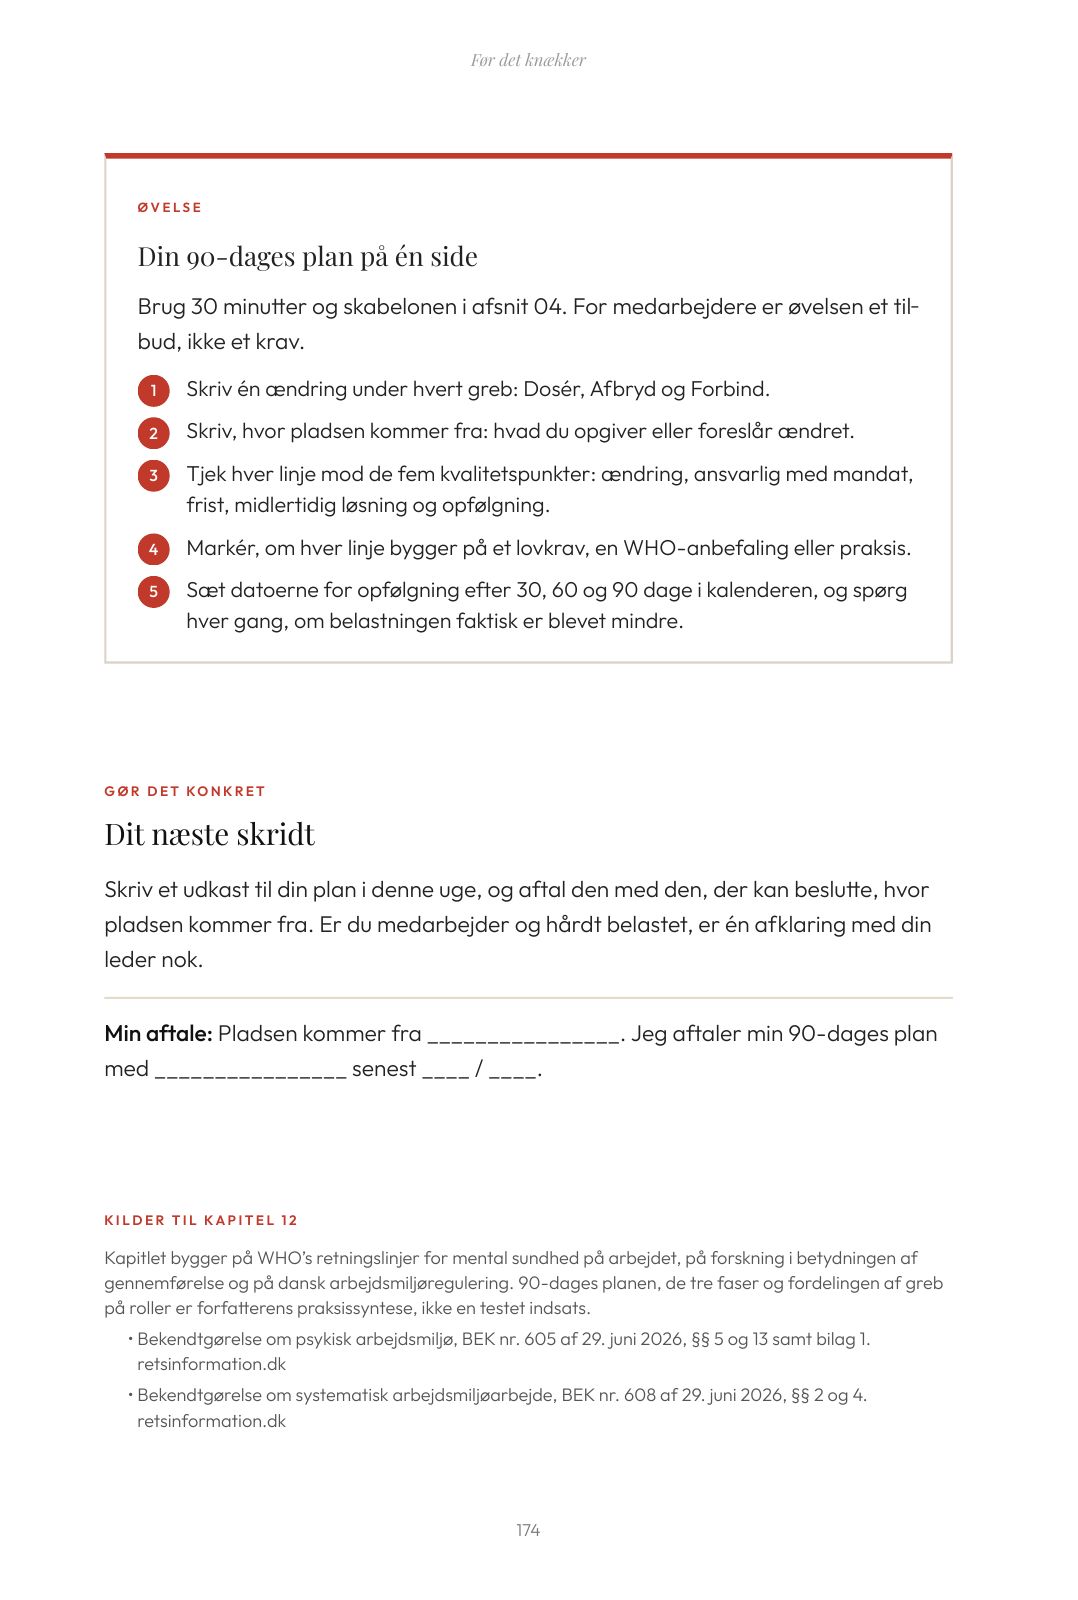 Før det knækker
ØVELSE
Din 90-dages plan på én side
Brug 30 minutter og skabelonen i afsnit 04. For medarbejdere er øvelsen et til-
bud, ikke et krav.
1 Skriv én ændring under hvert greb: Dosér, Afbryd og Forbind.
2 Skriv, hvor pladsen kommer fra: hvad du opgiver eller foreslår ændret.
3 Tjek hver linje mod de fem kvalitetspunkter: ændring, ansvarlig med mandat,
frist, midlertidig løsning og opfølgning.
4 Markér, om hver linje bygger på et lovkrav, en WHO-anbefaling eller praksis.
5 Sæt datoerne for opfølgning efter 30, 60 og 90 dage i kalenderen, og spørg
hver gang, om belastningen faktisk er blevet mindre.
GØR DET KONKRET
Dit næste skridt
Skriv et udkast til din plan i denne uge, og aftal den med den, der kan beslutte, hvor
pladsen kommer fra. Er du medarbejder og hårdt belastet, er én afklaring med din
leder nok.
Min aftale: Pladsen kommer fra ________________. Jeg aftaler min 90-dages plan
med ________________ senest ____ / ____.
KILDER TIL KAPITEL 12
Kapitlet bygger på WHO’s retningslinjer for mental sundhed på arbejdet, på forskning i betydningen af
gennemførelse og på dansk arbejdsmiljøregulering. 90-dages planen, de tre faser og fordelingen af greb
på roller er forfatterens praksissyntese, ikke en testet indsats.
• Bekendtgørelse om psykisk arbejdsmiljø, BEK nr. 605 af 29. juni 2026, §§ 5 og 13 samt bilag 1.
retsinformation.dk
• Bekendtgørelse om systematisk arbejdsmiljøarbejde, BEK nr. 608 af 29. juni 2026, §§ 2 og 4.
retsinformation.dk
174